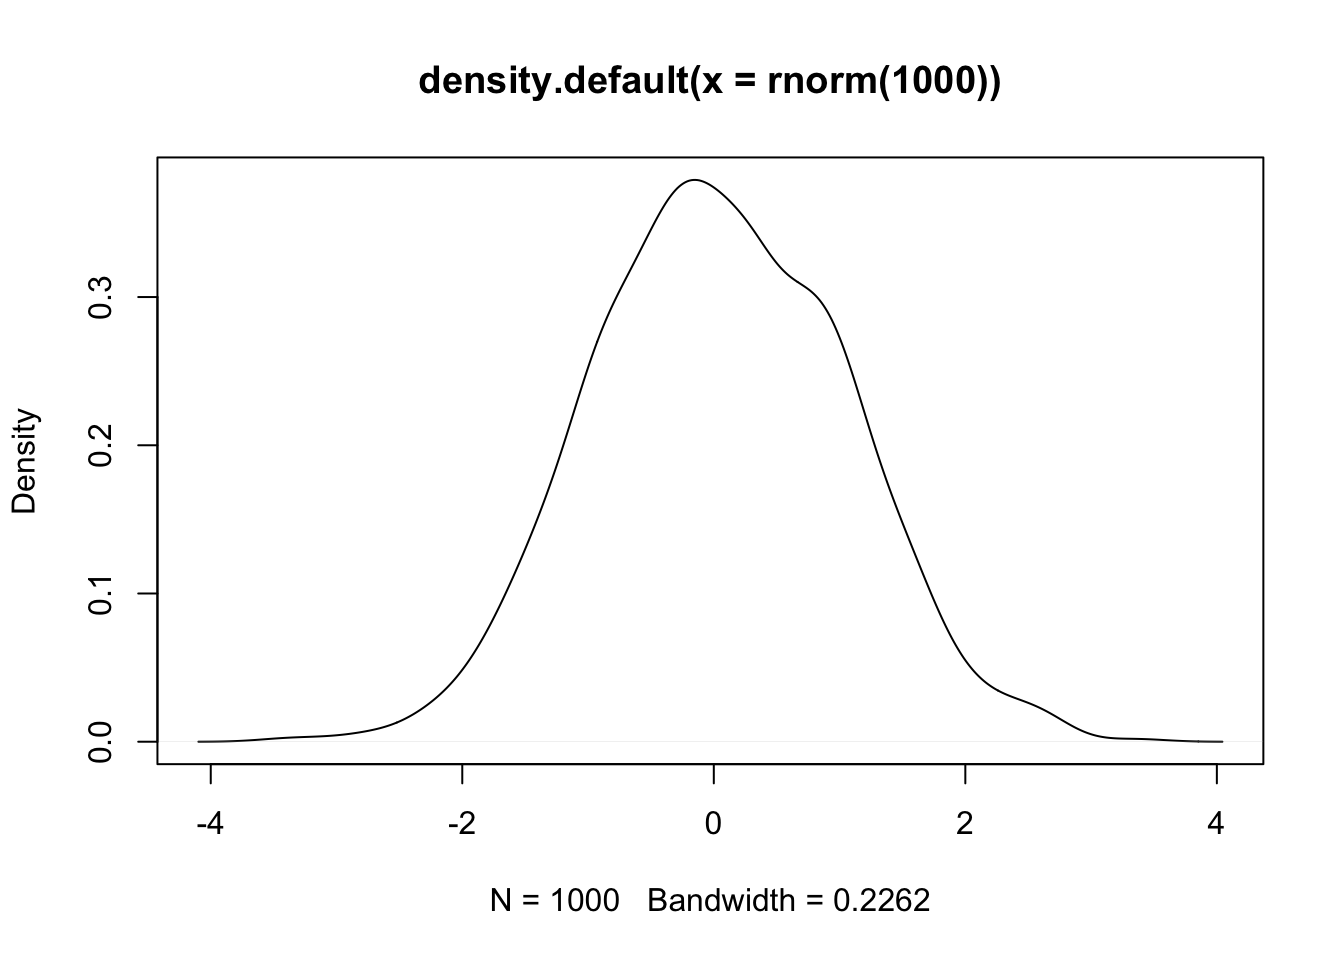 density.default(x = rnorm(1000))
Density
0.3
0.2
0.1
0.0
-4 -2 0 2 4
N = 1000 Bandwidth = 0.2262